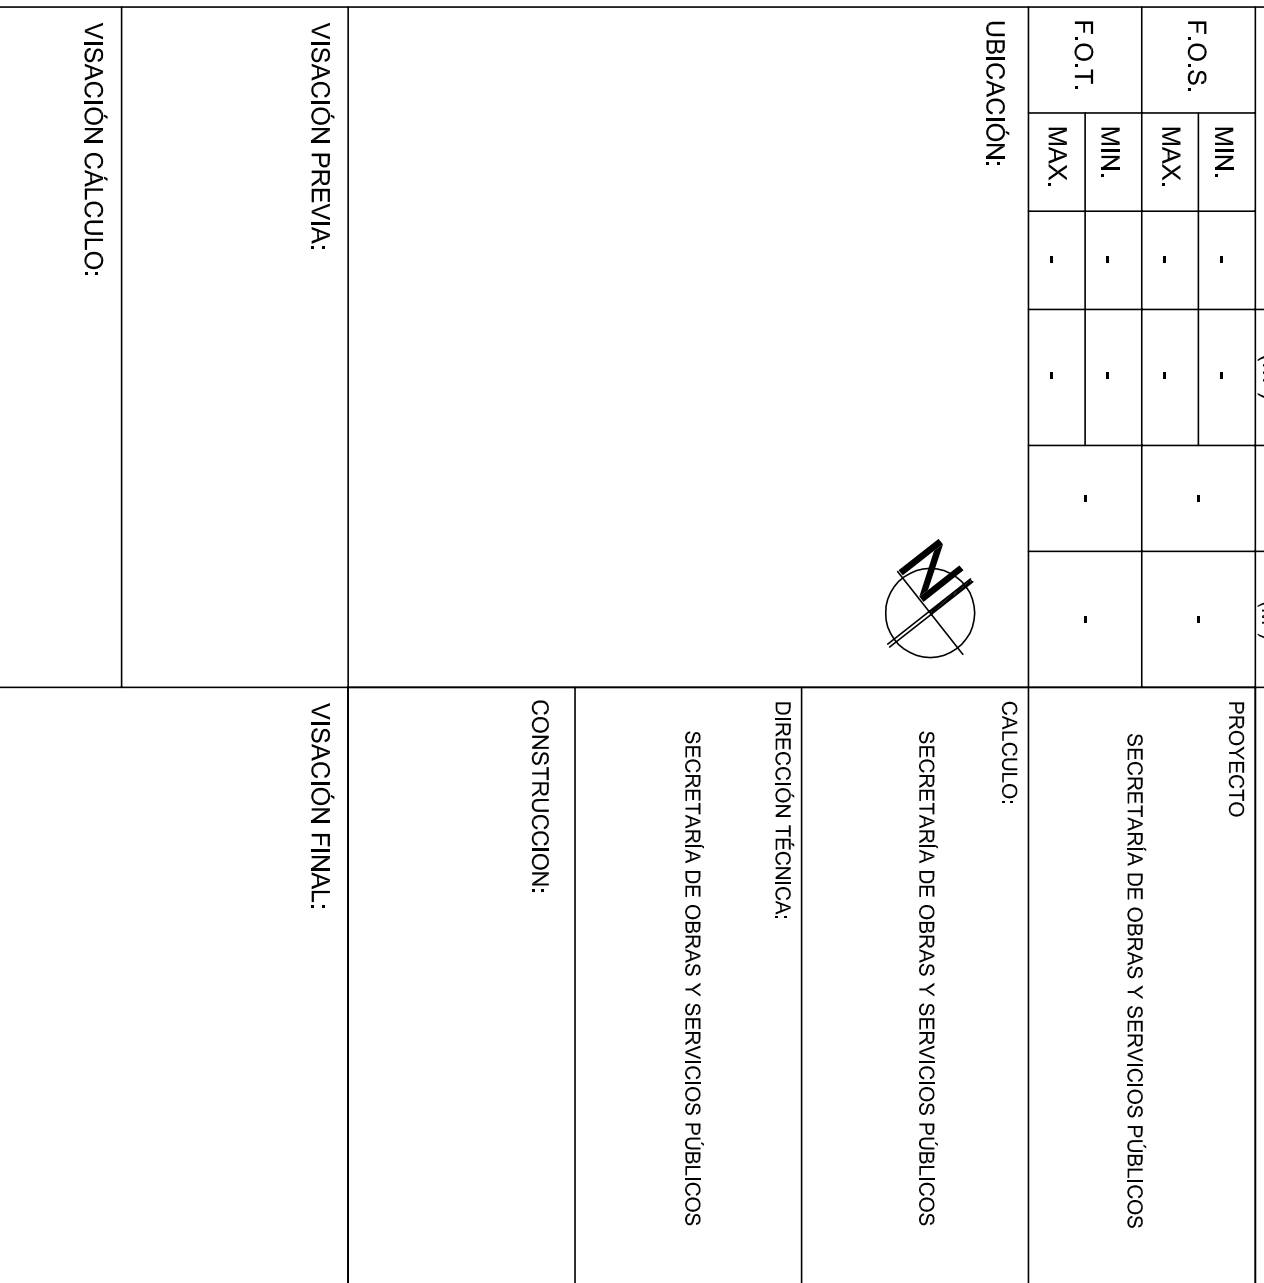 F.O.S.
MIN. - - - -
MAX. - -
F.O.T.
MIN. - - - -
MAX. - -
UBICACIÓN:
N
VISACIÓN PREVIA:
VISACIÓN CÁLCULO:
PROYECTO
SECRETARÍA DE OBRAS Y SERVICIOS PÚBLICOS
CALCULO:
SECRETARÍA DE OBRAS Y SERVICIOS PÚBLICOS
DIRECCIÓN TÉCNICA:
SECRETARÍA DE OBRAS Y SERVICIOS PÚBLICOS
CONSTRUCCION:
VISACIÓN FINAL: